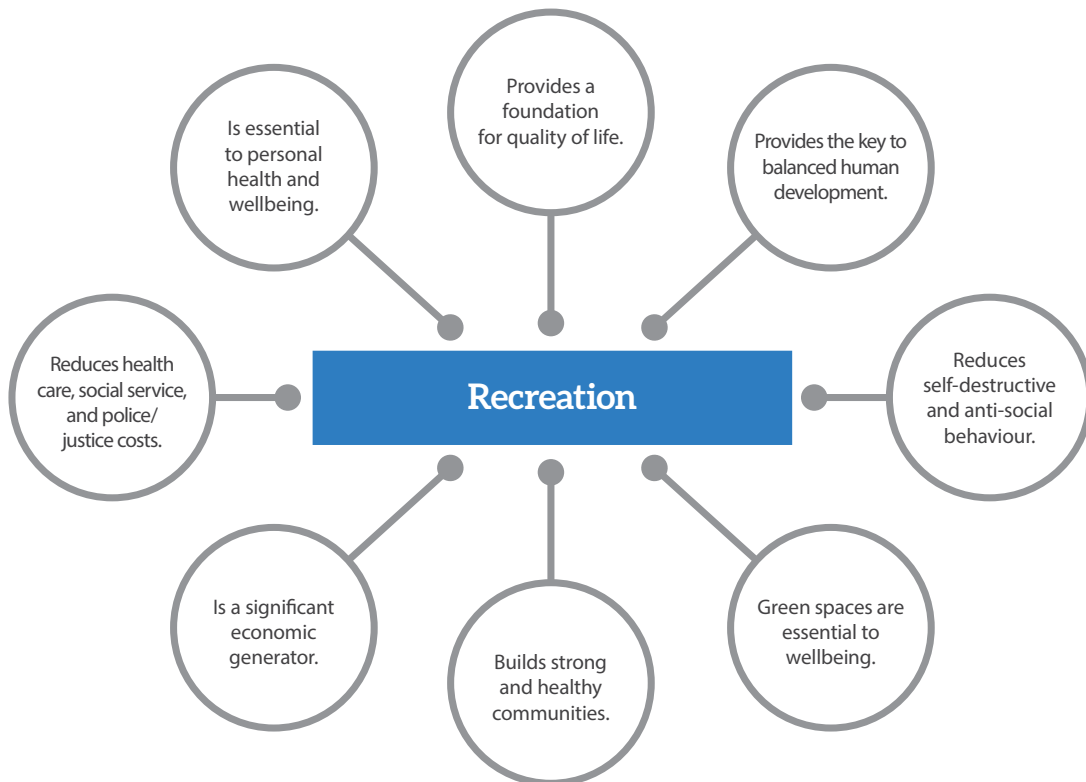 Provides a
foundation
for quality of life.
Is essential
to personal
health and
wellbeing.
Provides the key to
balanced human
development.
Reduces health
care, social service,
and police/
justice costs.
Recreation
Reduces
self-destructive
and anti-social
behaviour.
Is a significant
economic
generator.
Builds strong
and healthy
communities.
Green spaces are
essential to
wellbeing.